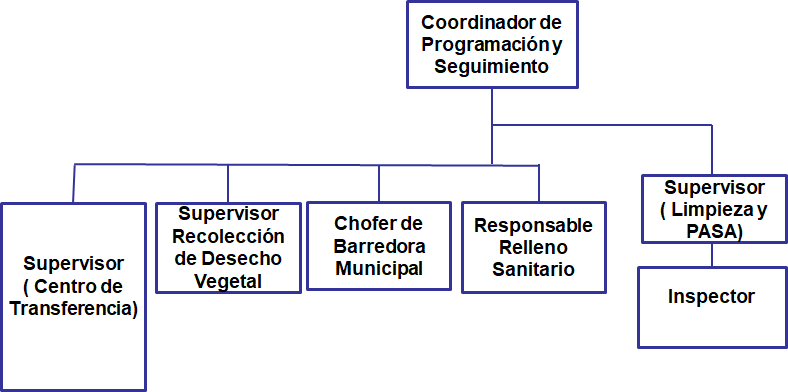 Coordinador de
Programación y
Seguimiento
Supervisor
( Centro de
Transferencia)
Supervisor
Recolección
de Desecho
Vegetal
Chofer de
Barredora
Municipal
Responsable
Relleno
Sanitario
Supervisor
( Limpieza y
PASA)
Inspector